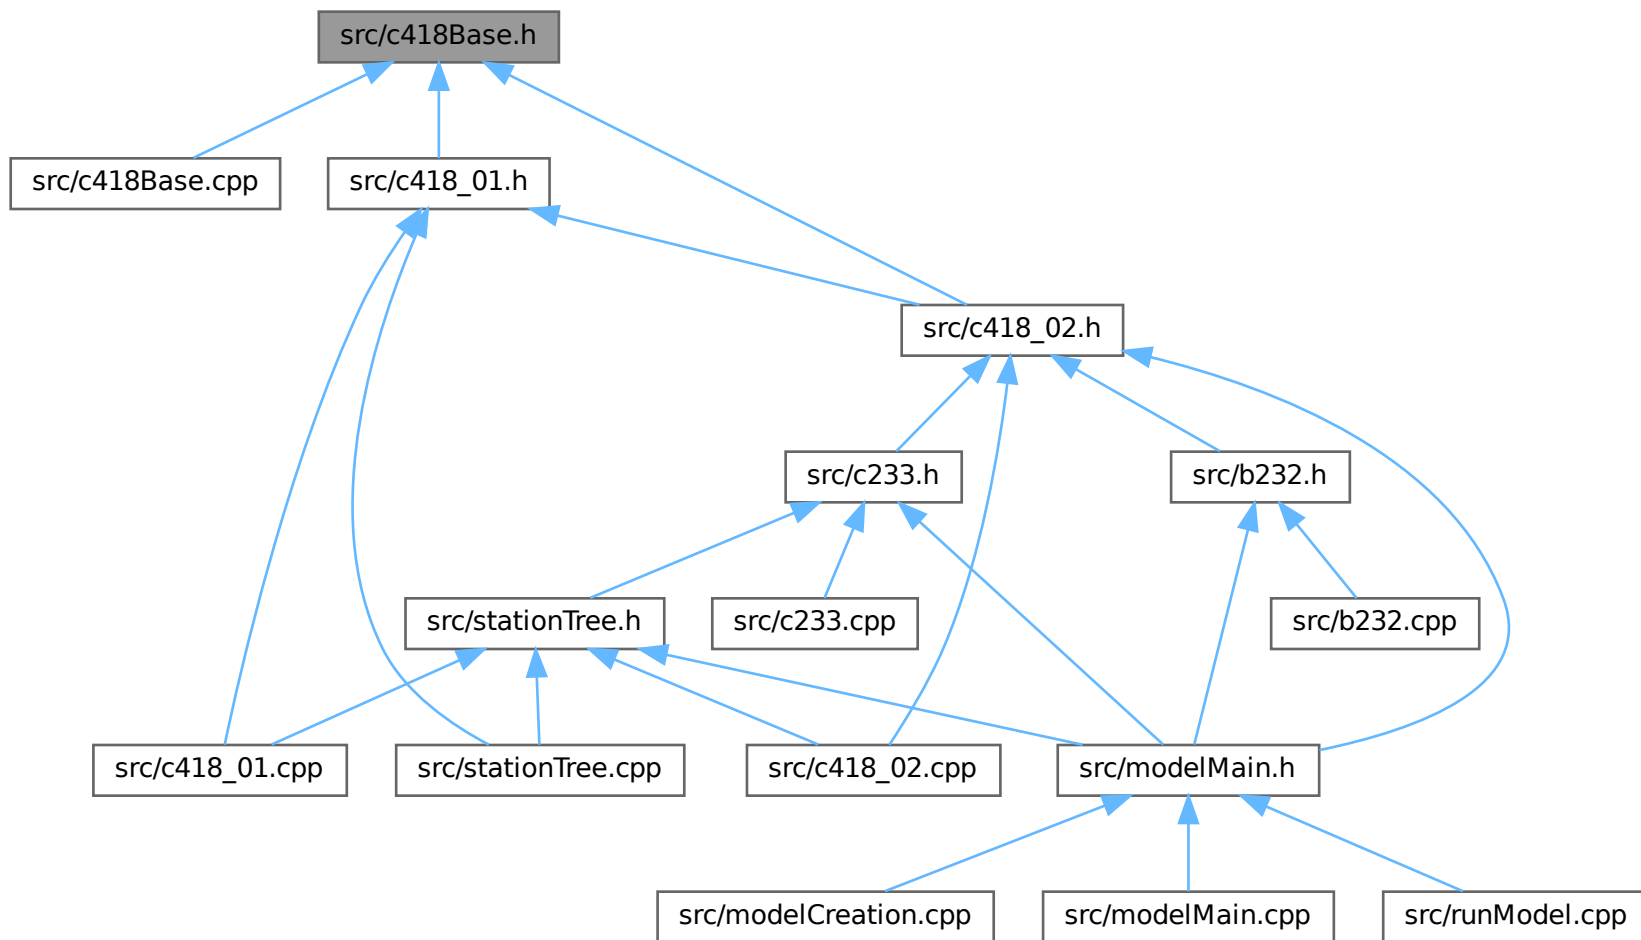 src/c418Base.h
src/c418Base.cpp
src/c418_01.h
src/c418_02.h
src/c233.h
src/b232.h
src/stationTree.h
src/c233.cpp
src/b232.cpp
src/c418_01.cpp
src/stationTree.cpp
src/c418_02.cpp
src/modelMain.h
src/modelCreation.cpp
src/modelMain.cpp
src/runModel.cpp